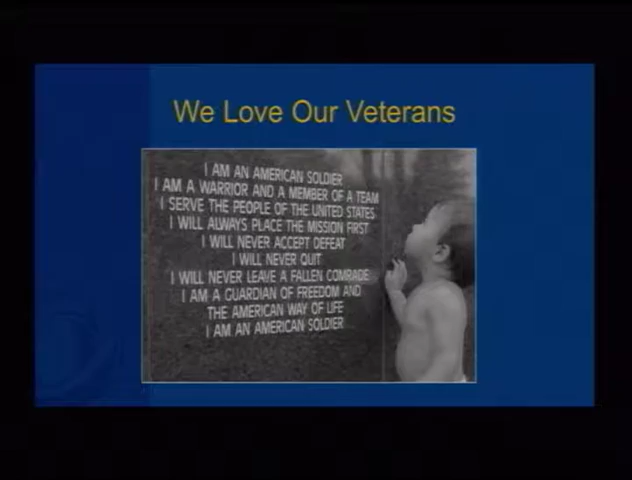 We Love Our Veterans
I AM AN AMERICAN SOLDIER
I AM A WARRIOR AND A MEMBER OF A TEAM
I SERVE THE PEOPLE OF THE UNITED STATES
I WILL ALWAYS PLACE THE MISSION FIRST
I WILL NEVER ACCEPT DEFEAT
I WILL NEVER QUIT
I WILL NEVER LEAVE A FALLEN COMRADE
I AM A GUARDIAN OF FREEDOM AND
THE AMERICAN WAY OF LIFE
I AM AN AMERICAN SOLDIER